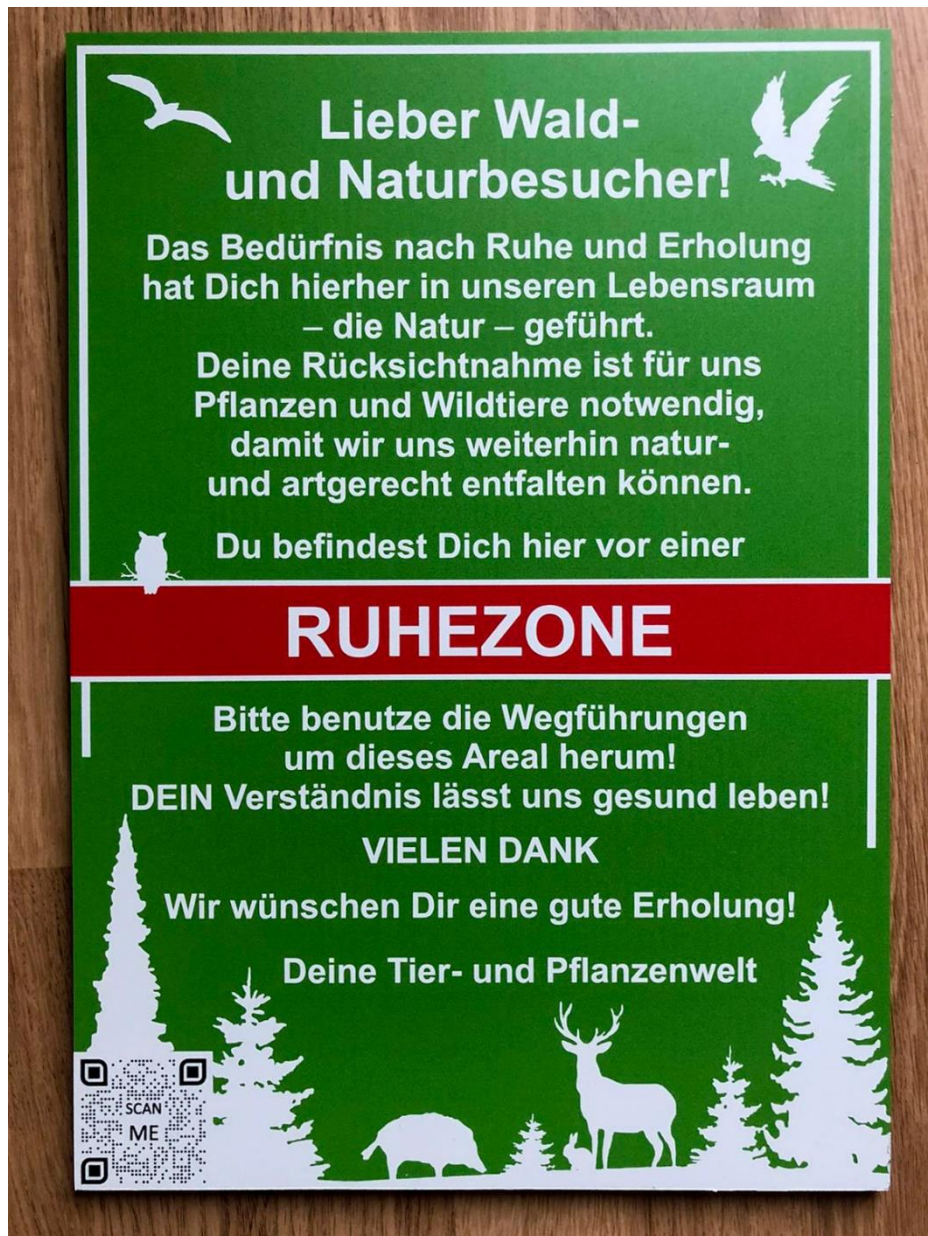 Lieber Wald-
und Naturbesucher!
Das Bedürfnis nach Ruhe und Erholung
hat Dich hierher in unseren Lebensraum
– die Natur – geführt.
Deine Rücksichtnahme ist für uns
Pflanzen und Wildtiere notwendig,
damit wir uns weiterhin natur-
und artgerecht entfalten können.
Du befindest Dich hier vor einer
RUHEZONE
Bitte benutze die Wegführungen
um dieses Areal herum!
DEIN Verständnis lässt uns gesund leben!
VIELEN DANK
Wir wünschen Dir eine gute Erholung!
Deine Tier- und Pflanzenwelt
SCAN
ME